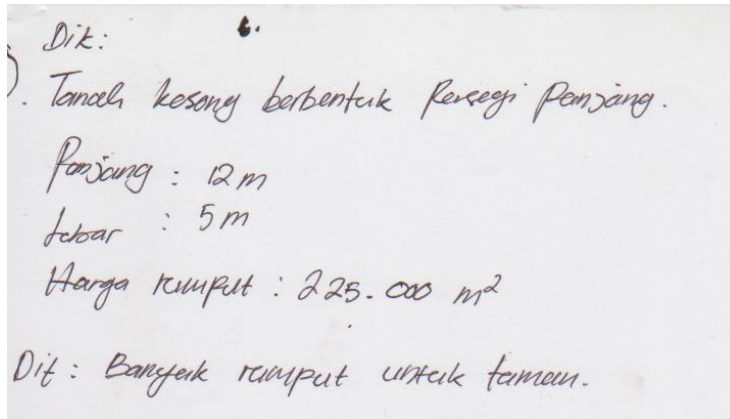 Dik:
Tanah kosong berbentuk Persegi Panjang.
Panjang : 12 m
Lebar : 5 m
Harga rumput : 225.000 m²
Dit : Banyak rumput untuk taman.